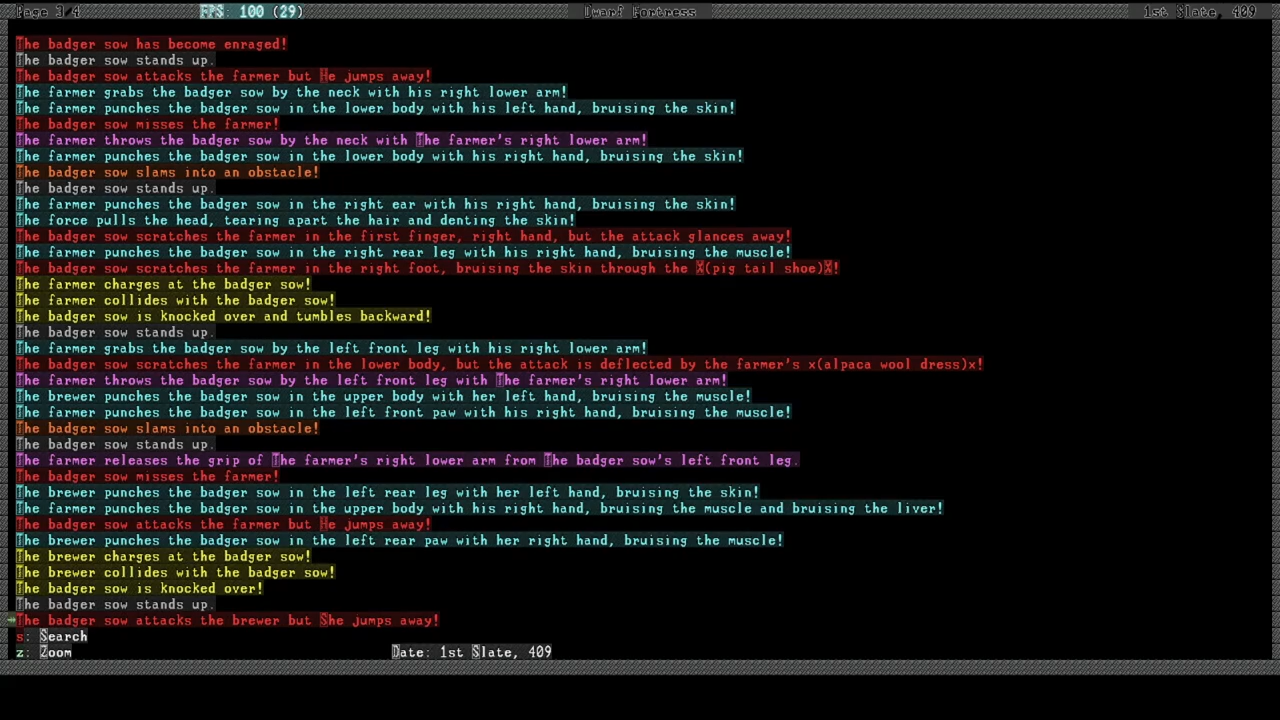 Page 3/4 FPS: 100 (29) Dwarf Fortress 1st Slate, 409
The badger sow has become enraged!
The badger sow stands up.
The badger sow attacks the farmer but He jumps away!
The farmer grabs the badger sow by the neck with his right lower arm!
The farmer punches the badger sow in the lower body with his left hand, bruising the skin!
The badger sow misses the farmer!
The farmer throws the badger sow by the neck with The farmer's right lower arm!
The farmer punches the badger sow in the lower body with his right hand, bruising the skin!
The badger sow slams into an obstacle!
The badger sow stands up.
The farmer punches the badger sow in the right ear with his right hand, bruising the skin!
The force pulls the head, tearing apart the hair and denting the skin!
The badger sow scratches the farmer in the first finger, right hand, but the attack glances away!
The farmer punches the badger sow in the right rear leg with his right hand, bruising the muscle!
The badger sow scratches the farmer in the right foot, bruising the skin through the X(pig tail shoe)X!
The farmer charges at the badger sow!
The farmer collides with the badger sow!
The badger sow is knocked over and tumbles backward!
The badger sow stands up.
The farmer grabs the badger sow by the left front leg with his right lower arm!
The badger sow scratches the farmer in the lower body, but the attack is deflected by the farmer's x(alpaca wool dress)x!
The farmer throws the badger sow by the left front leg with The farmer's right lower arm!
The brewer punches the badger sow in the upper body with her left hand, bruising the muscle!
The farmer punches the badger sow in the left front paw with his right hand, bruising the muscle!
The badger sow slams into an obstacle!
The badger sow stands up.
The farmer releases the grip of The farmer's right lower arm from The badger sow's left front leg.
The badger sow misses the farmer!
The brewer punches the badger sow in the left rear leg with her left hand, bruising the skin!
The farmer punches the badger sow in the upper body with his right hand, bruising the muscle and bruising the liver!
The badger sow attacks the farmer but He jumps away!
The brewer punches the badger sow in the left rear paw with her right hand, bruising the muscle!
The brewer charges at the badger sow!
The brewer collides with the badger sow!
The badger sow is knocked over!
The badger sow stands up.
The badger sow attacks the brewer but She jumps away!
s: Search
z: Zoom Date: 1st Slate, 409